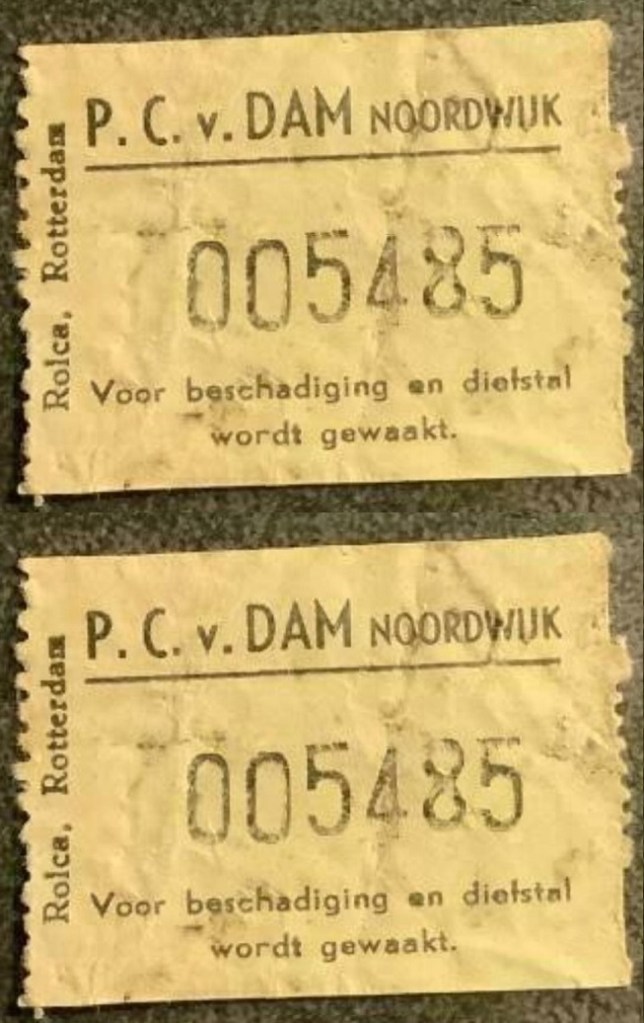 P. C. v. DAM NOORDWIJK
005485
Voor beschadiging en diefstal
wordt gewaakt.
Rolca, Rotterdam
P. C. v. DAM NOORDWIJK
005485
Voor beschadiging en diefstal
wordt gewaakt.
Rolca, Rotterdam